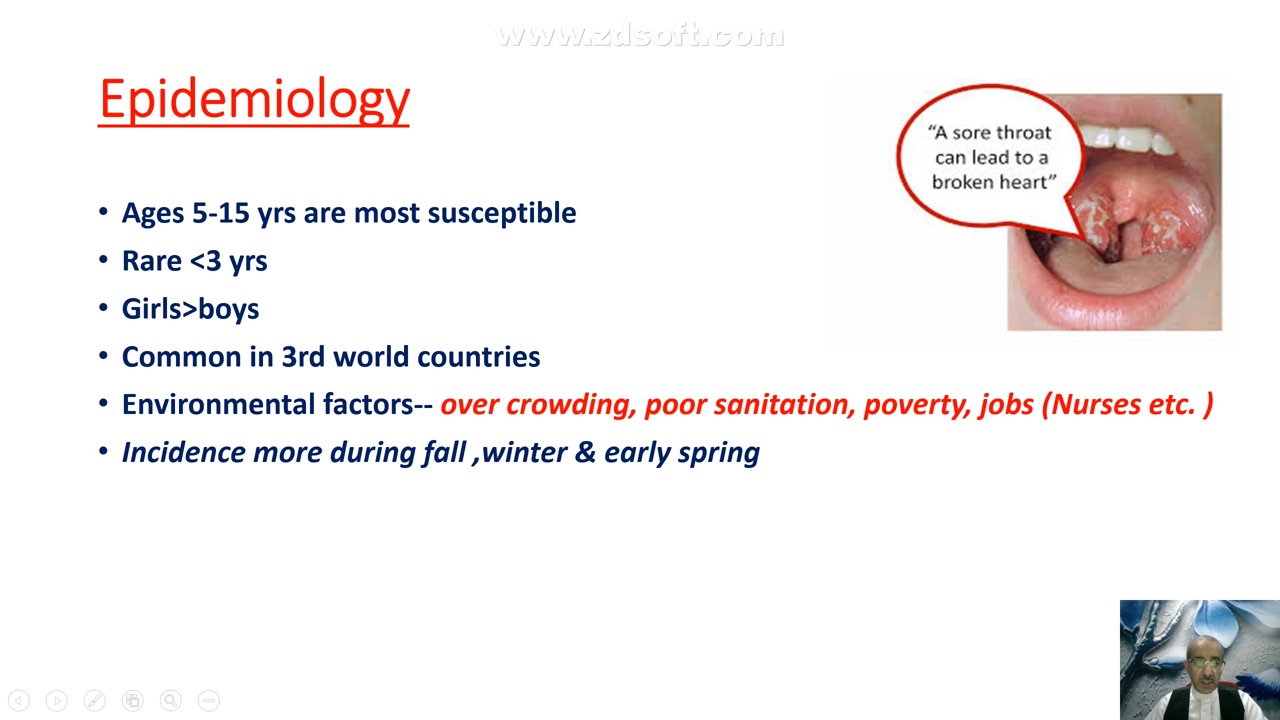 www.zdsoft.com
Epidemiology
“A sore throat
can lead to a
broken heart”
• Ages 5-15 yrs are most susceptible
• Rare <3 yrs
• Girls>boys
• Common in 3rd world countries
• Environmental factors-- over crowding, poor sanitation, poverty, jobs (Nurses etc. )
• Incidence more during fall ,winter & early spring